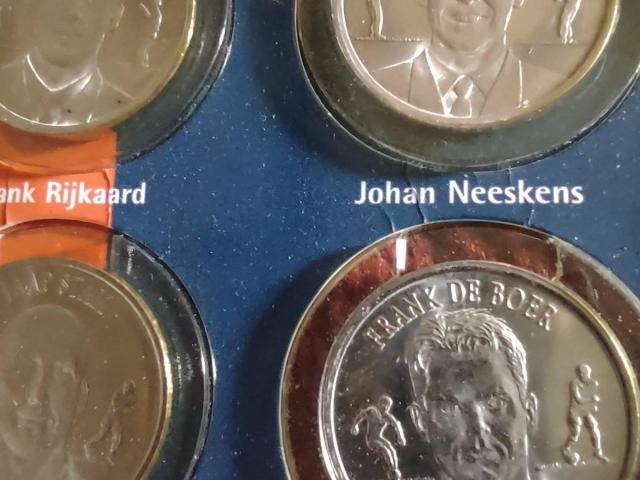 ank Rijkaard
Johan Neeskens
FRANK DE BOER